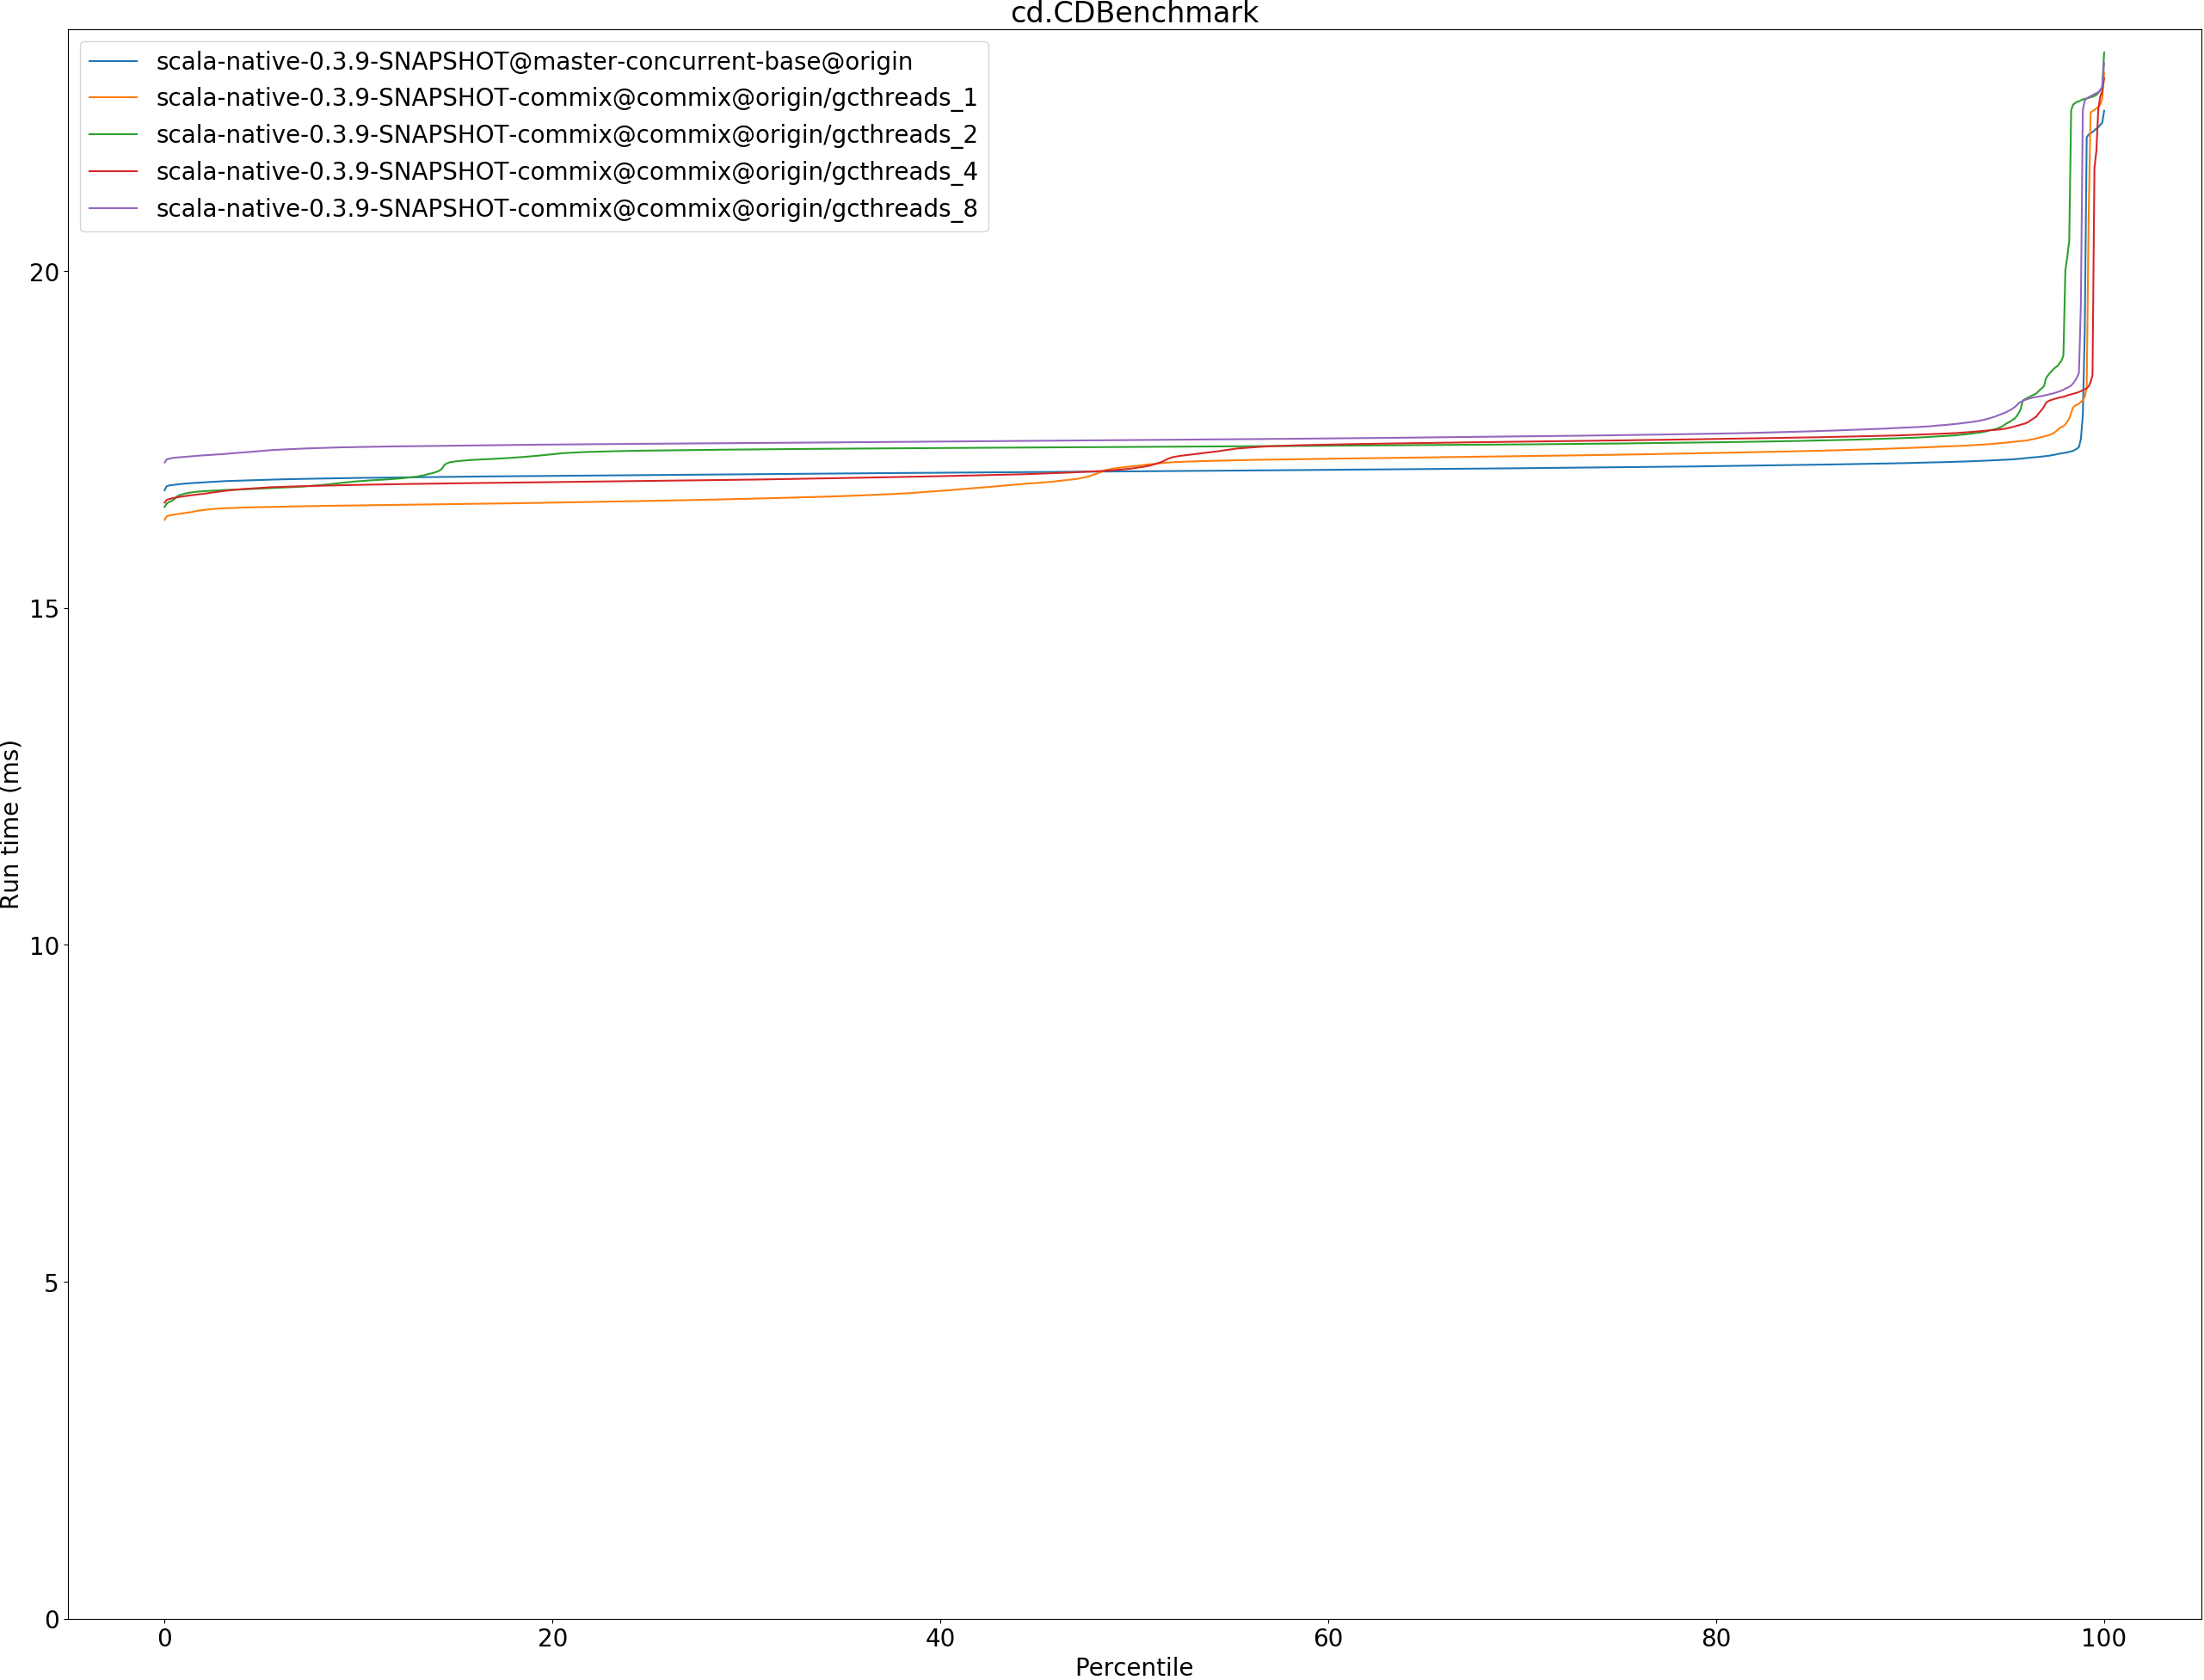 cd.CDBenchmark
scala-native-0.3.9-SNAPSHOT@master-concurrent-base@origin
scala-native-0.3.9-SNAPSHOT-commix@commix@origin/gcthreads_1
scala-native-0.3.9-SNAPSHOT-commix@commix@origin/gcthreads_2
scala-native-0.3.9-SNAPSHOT-commix@commix@origin/gcthreads_4
scala-native-0.3.9-SNAPSHOT-commix@commix@origin/gcthreads_8
20
15
10
5
0
Run time (ms)
0 20 40 60 80 100
Percentile